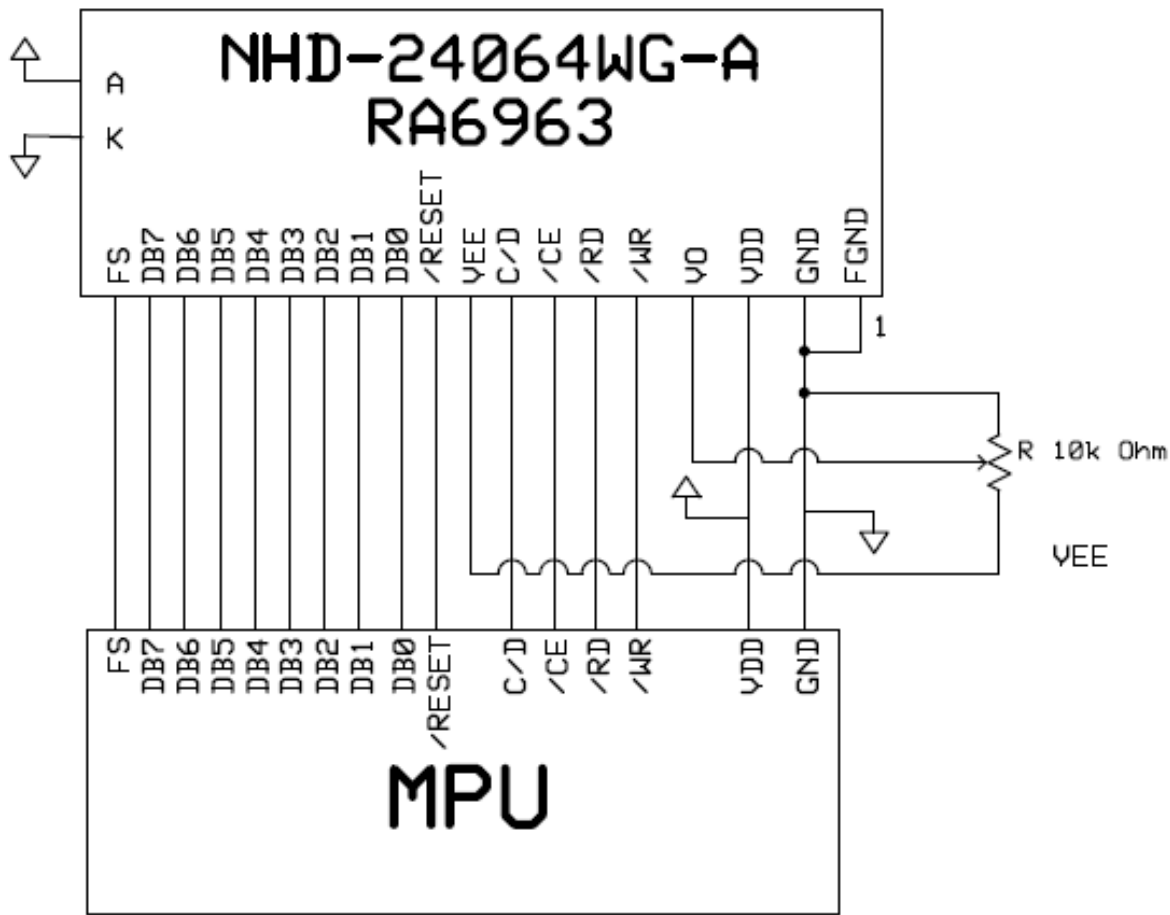 NHD-24064WG-A
RA6963
A
K
FS
DB7
DB6
DB5
DB4
DB3
DB2
DB1
DB0
/RESET
VEE
C/D
/CE
/RD
/WR
VO
VDD
GND
FGND
1
R 10k Ohm
VEE
FS
DB7
DB6
DB5
DB4
DB3
DB2
DB1
DB0
/RESET
C/D
/CE
/RD
/WR
VDD
GND
MPU